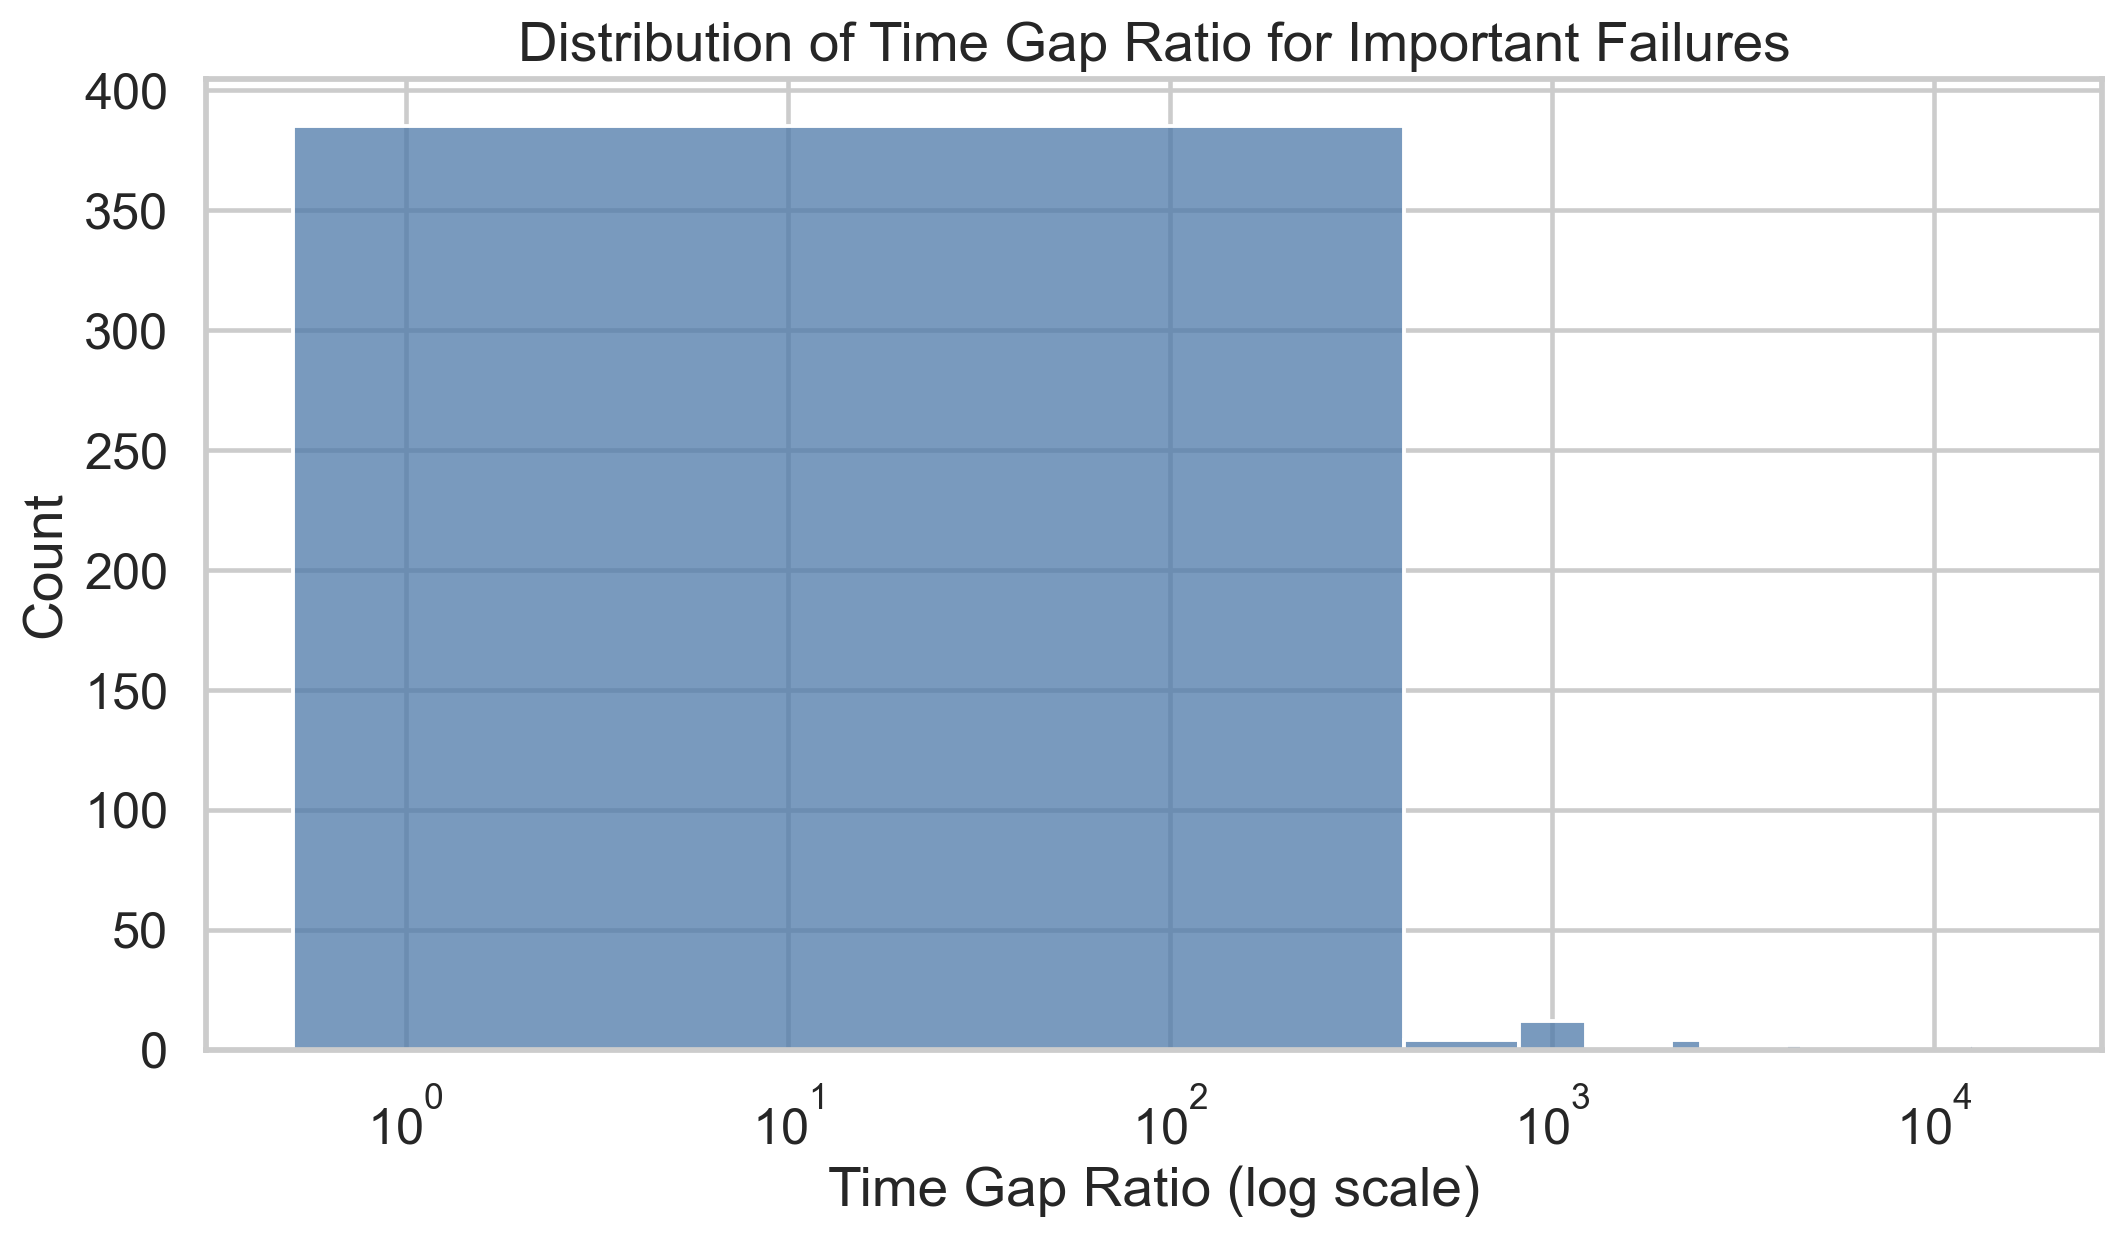 Distribution of Time Gap Ratio for Important Failures
400
350
300
250
200
150
100
50
0
Count
10^0 10^1 10^2 10^3 10^4
Time Gap Ratio (log scale)